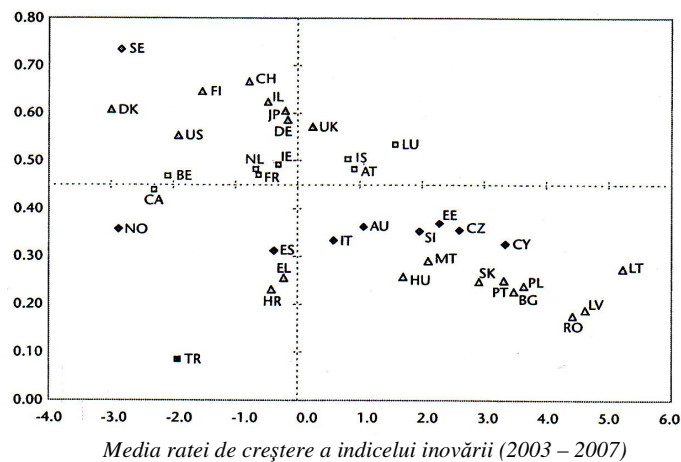 0.80
SE
0.70
CH
FI
IL
DK
0.60
JP
DE
UK
US
LU
IE
0.50
NL
IS
BE
FR
AT
CA
0.40
NO
AU
EE
IT
SI
CZ
CY
0.30
ES
EL
MT
LT
HU
SK
PL
HR
PT
BG
0.20
LV
RO
0.10
TR
0.00
-4.0 -3.0 -2.0 -1.0 0.0 1.0 2.0 3.0 4.0 5.0 6.0
Media ratei de creştere a indicelui inovării (2003 – 2007)